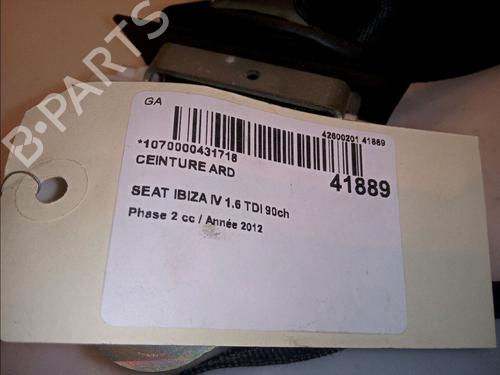 GA
42600201 41889
*1070000431718
41889
CEINTURE ARD
SEAT IBIZA IV 1.6 TDI 90ch
Phase 2 cc / Année 2012
B-PARTS